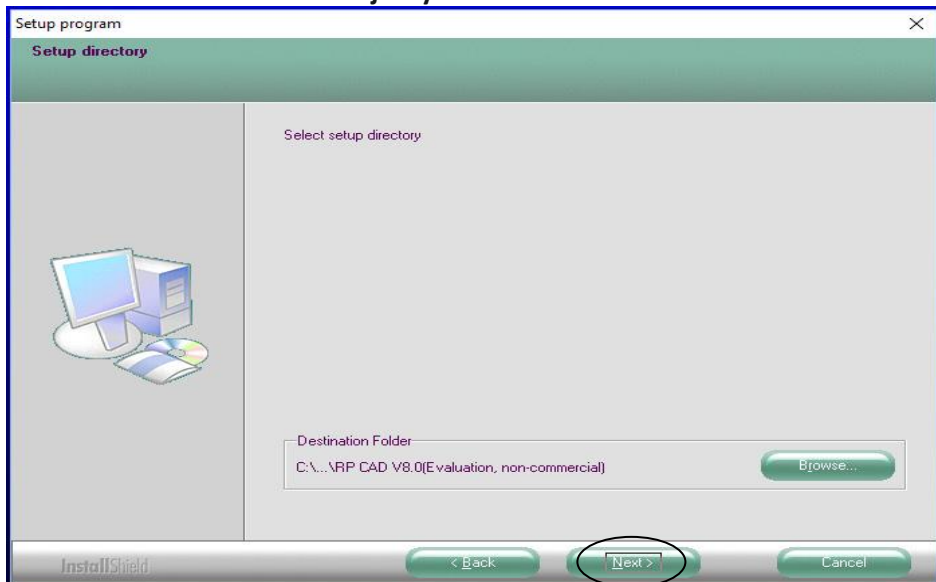 Setup program
Setup directory
Select setup directory
Destination Folder
C:\...\RP CAD V8.0(Evaluation, non-commercial)
Browse...
InstallShield
< Back
Next >
Cancel